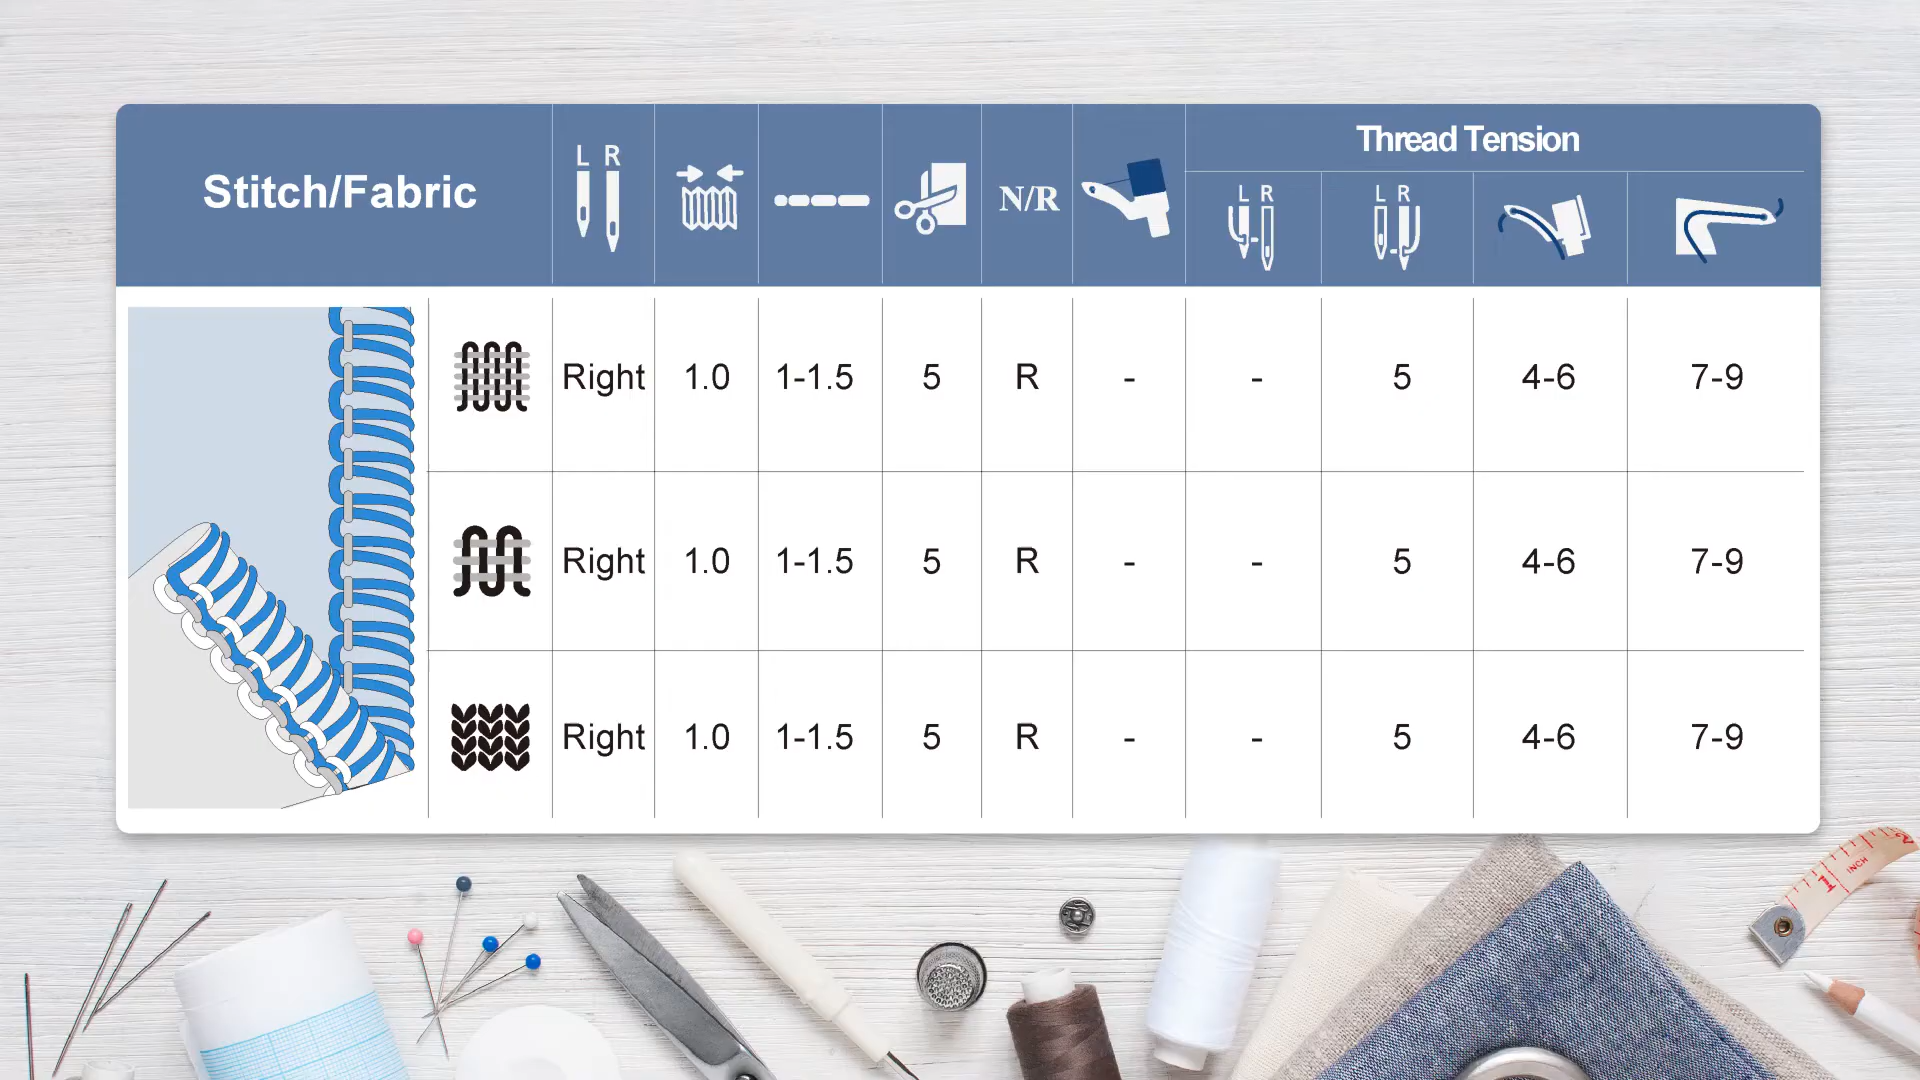 Stitch/Fabric
L R
N/R
Thread Tension
L R
L R
Right 1.0 1-1.5 5 R - - 5 4-6 7-9
Right 1.0 1-1.5 5 R - - 5 4-6 7-9
Right 1.0 1-1.5 5 R - - 5 4-6 7-9
1 INCH 2